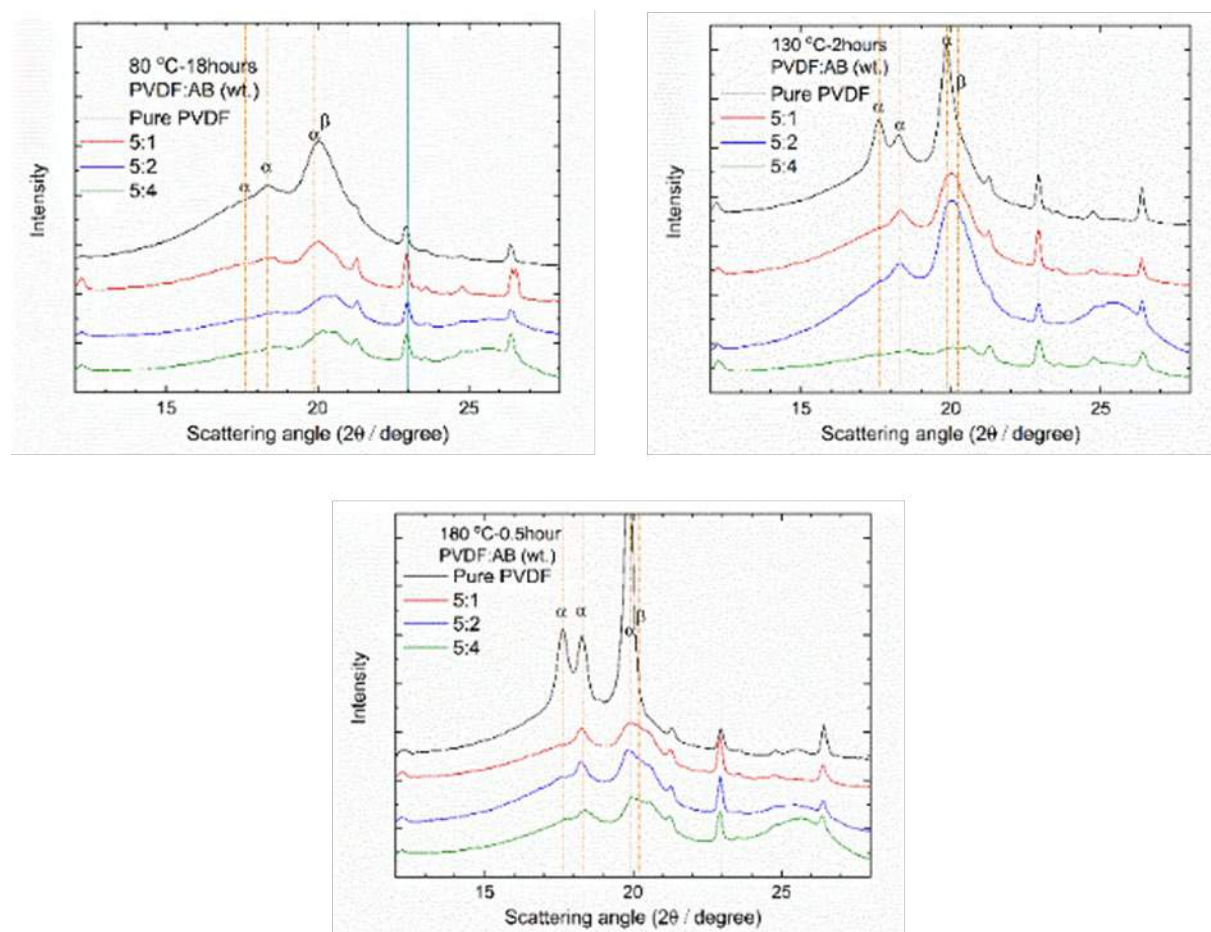 80 °C-18hours
PVDF:AB (wt.)
Pure PVDF
5:1
5:2
5:4
α
α
α
β
Intensity
15
20
25
Scattering angle (2θ / degree)
130 °C-2hours
PVDF:AB (wt.)
Pure PVDF
5:1
5:2
5:4
α
α
α
β
Intensity
15
20
25
Scattering angle (2θ / degree)
180 °C-0.5hour
PVDF:AB (wt.)
Pure PVDF
5:1
5:2
5:4
α
α
α
β
Intensity
15
20
25
Scattering angle (2θ / degree)